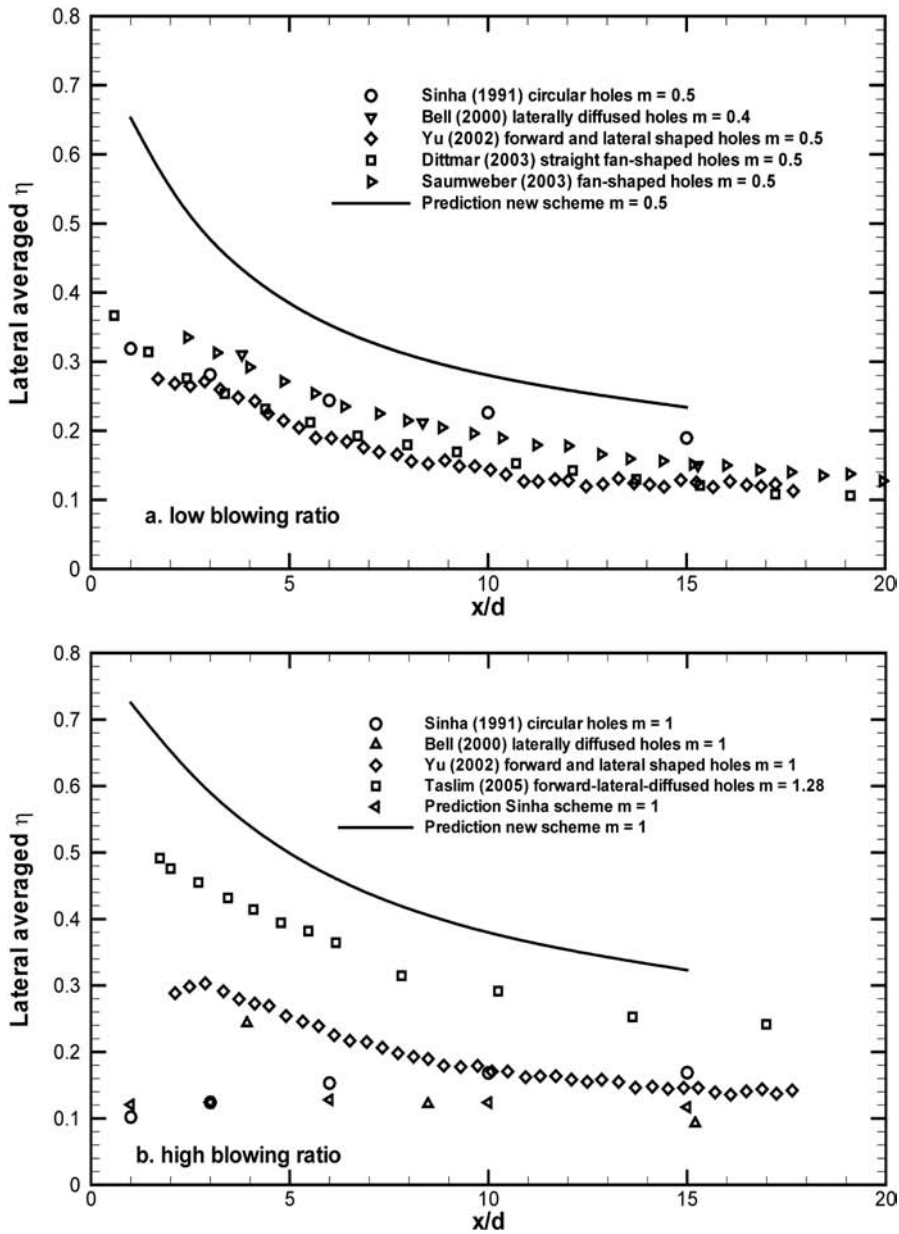 0.8
0.7
0.6
0.5
0.4
0.3
0.2
0.1
0
Lateral averaged η
Sinha (1991) circular holes m = 0.5
Bell (2000) laterally diffused holes m = 0.4
Yu (2002) forward and lateral shaped holes m = 0.5
Dittmar (2003) straight fan-shaped holes m = 0.5
Saumweber (2003) fan-shaped holes m = 0.5
Prediction new scheme m = 0.5
a. low blowing ratio
0 5 10 15 20
x/d
0.8
0.7
0.6
0.5
0.4
0.3
0.2
0.1
0
Lateral averaged η
Sinha (1991) circular holes m = 1
Bell (2000) laterally diffused holes m = 1
Yu (2002) forward and lateral shaped holes m = 1
Taslim (2005) forward-lateral-diffused holes m = 1.28
Prediction Sinha scheme m = 1
Prediction new scheme m = 1
b. high blowing ratio
0 5 10 15 20
x/d